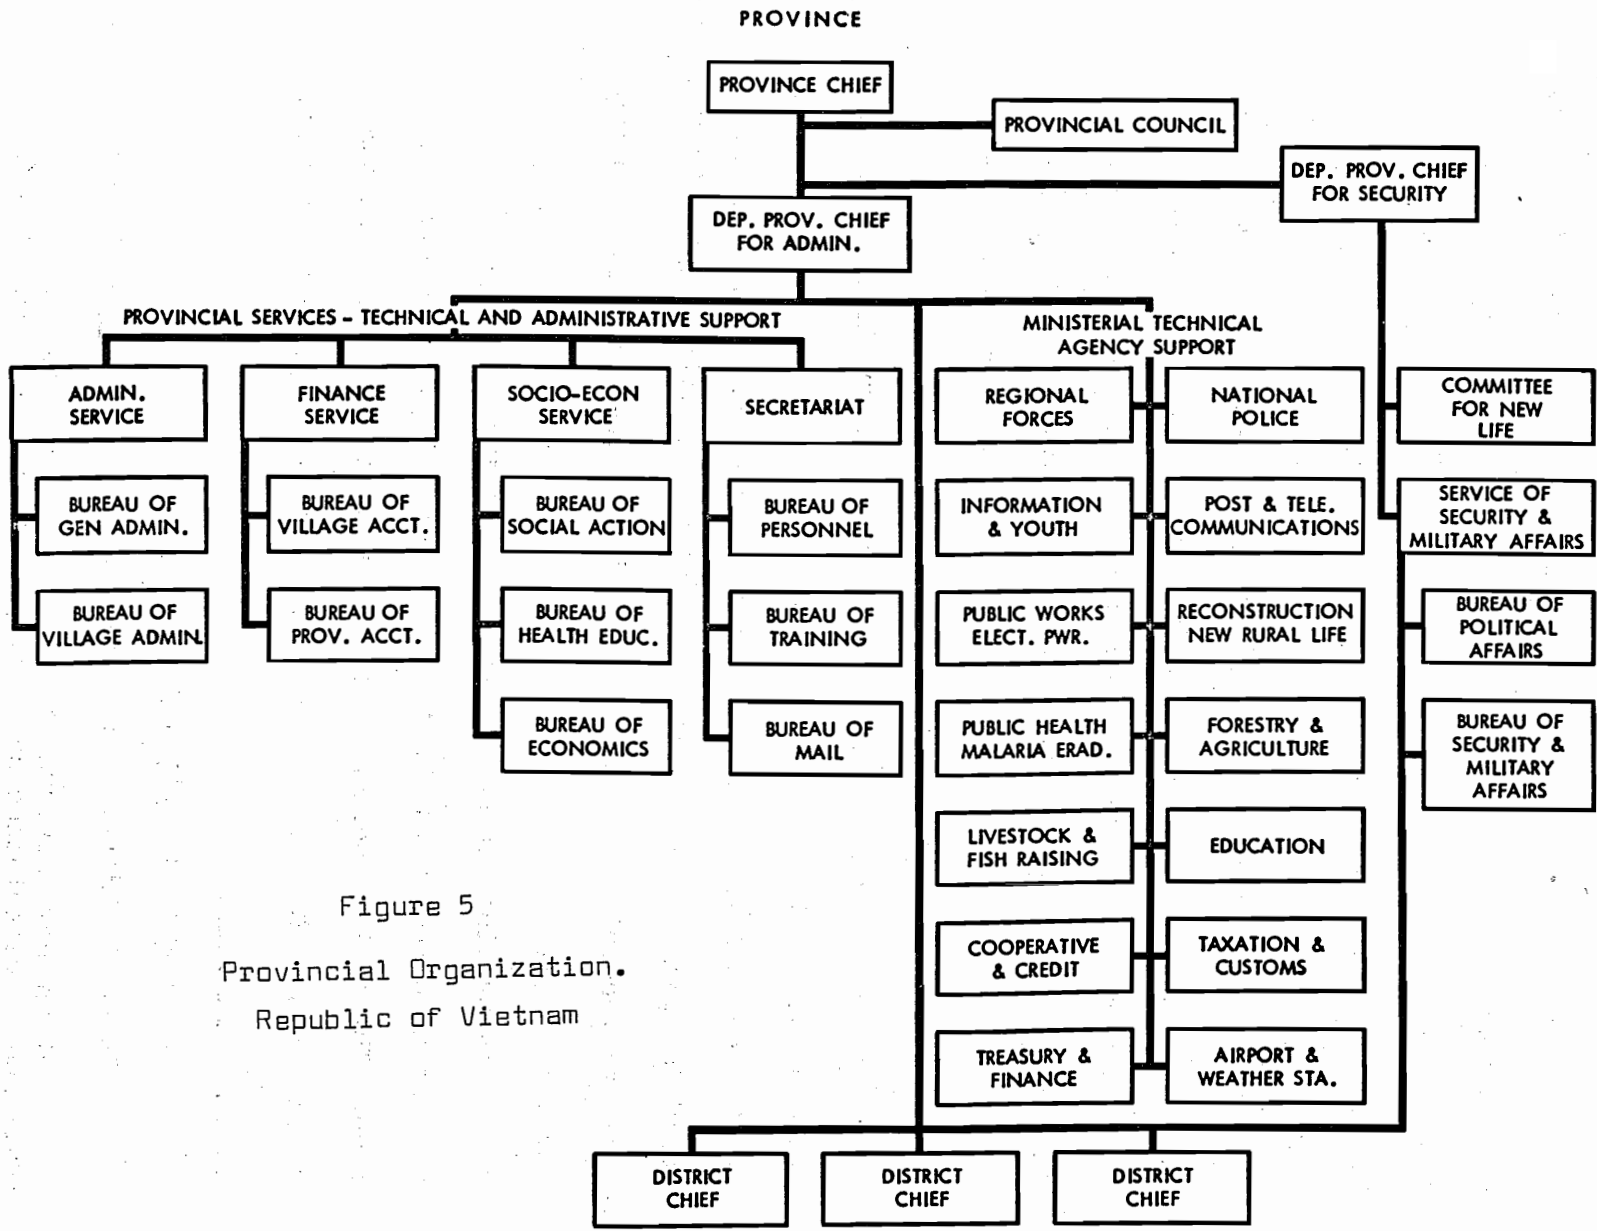 PROVINCE
PROVINCE CHIEF
PROVINCIAL COUNCIL
DEP. PROV. CHIEF
FOR SECURITY
DEP. PROV. CHIEF
FOR ADMIN.
PROVINCIAL SERVICES - TECHNICAL AND ADMINISTRATIVE SUPPORT
ADMIN.
SERVICE
BUREAU OF
GEN ADMIN.
BUREAU OF
VILLAGE ADMIN.
FINANCE
SERVICE
BUREAU OF
VILLAGE ACCT.
BUREAU OF
PROV. ACCT.
SOCIO-ECON
SERVICE
BUREAU OF
SOCIAL ACTION
BUREAU OF
HEALTH EDUC.
BUREAU OF
ECONOMICS
SECRETARIAT
BUREAU OF
PERSONNEL
BUREAU OF
TRAINING
BUREAU OF
MAIL
MINISTERIAL TECHNICAL
AGENCY SUPPORT
REGIONAL
FORCES
NATIONAL
POLICE
INFORMATION
& YOUTH
POST & TELE.
COMMUNICATIONS
PUBLIC WORKS
ELECT. PWR.
RECONSTRUCTION
NEW RURAL LIFE
PUBLIC HEALTH
MALARIA ERAD.
FORESTRY &
AGRICULTURE
LIVESTOCK &
FISH RAISING
EDUCATION
COOPERATIVE
& CREDIT
TAXATION &
CUSTOMS
TREASURY &
FINANCE
AIRPORT &
WEATHER STA.
COMMITTEE
FOR NEW
LIFE
SERVICE OF
SECURITY &
MILITARY AFFAIRS
BUREAU OF
POLITICAL
AFFAIRS
BUREAU OF
SECURITY &
MILITARY
AFFAIRS
DISTRICT
CHIEF
DISTRICT
CHIEF
DISTRICT
CHIEF
Figure 5
Provincial Organization.
Republic of Vietnam